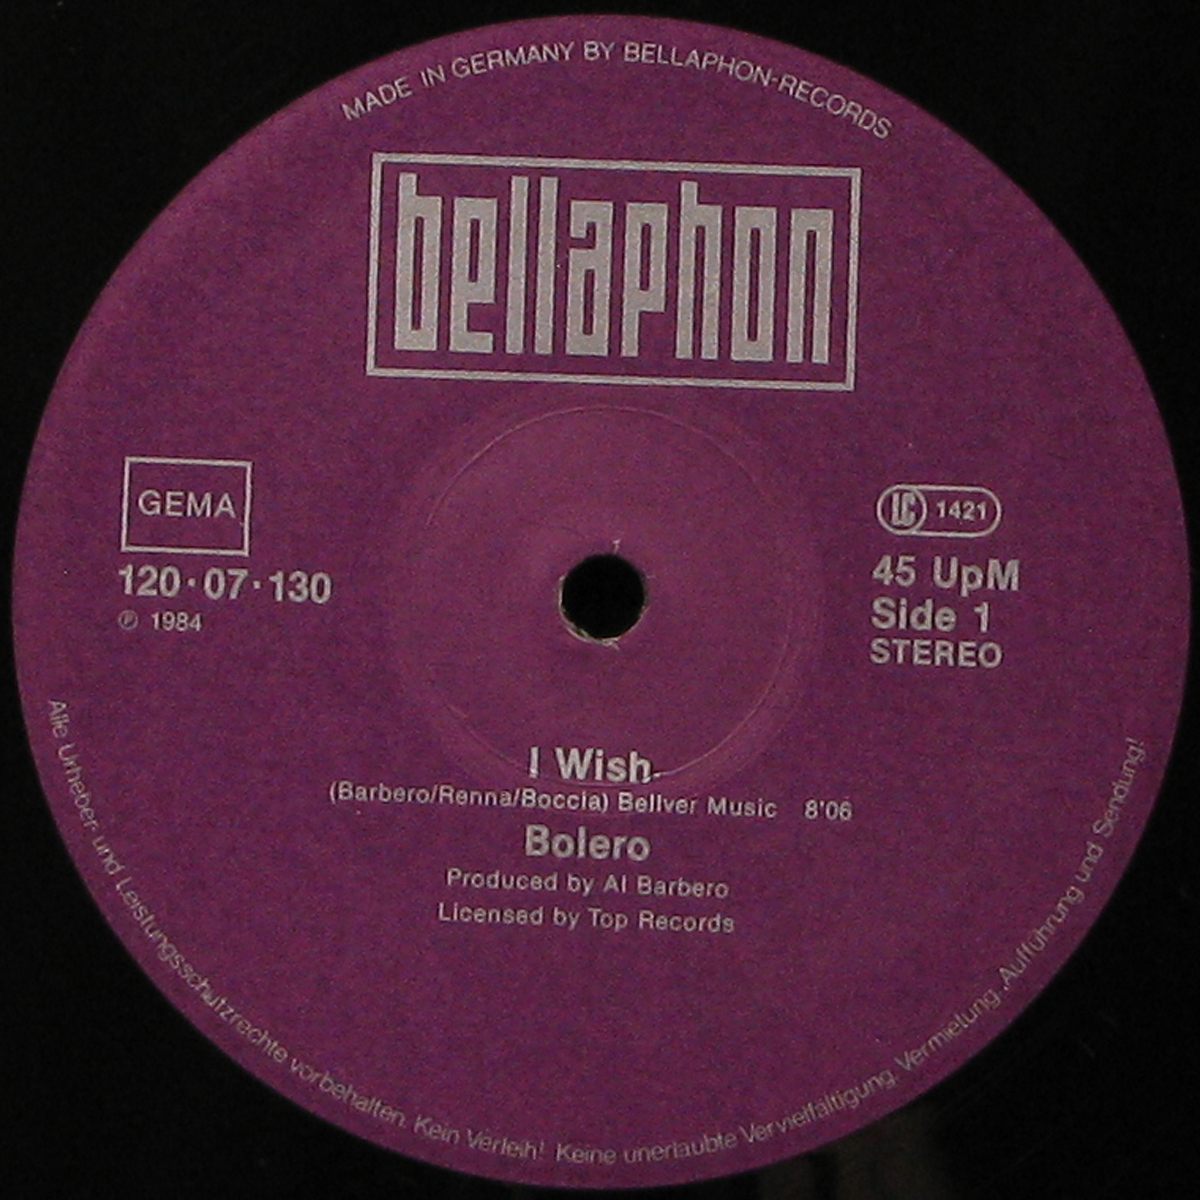 MADE IN GERMANY BY BELLAPHON-RECORDS
bellaphon
GEMA
120·07·130
℗ 1984
LC 1421
45 UpM
Side 1
STEREO
I Wish
(Barbero/Renna/Boccia) Bellver Music 8'06
Bolero
Produced by Al Barbero
Licensed by Top Records
Alle Urheber- und Leistungsschutzrechte vorbehalten. Kein Verleih! Keine unerlaubte Vervielfältigung, Vermietung, Aufführung und Sendung!